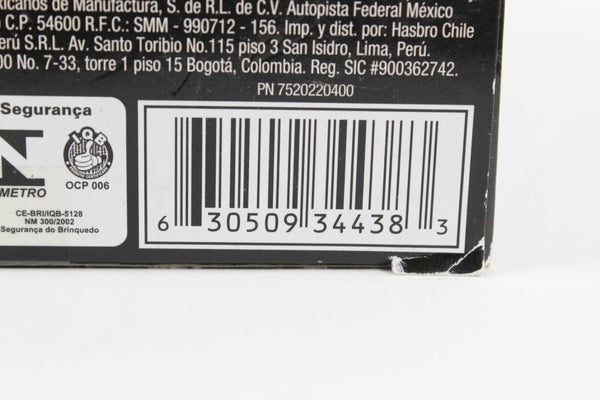 xicanos de Manufactura, S. de R.L. de C.V. Autopista Federal México
o C.P. 54600 R.F.C.: SMM - 990712 - 156. Imp. y dist. por: Hasbro Chile
erú S.R.L. Av. Santo Toribio No.115 piso 3 San Isidro, Lima, Perú.
00 No. 7-33, torre 1 piso 15 Bogotá, Colombia. Reg. SIC #900362742.
PN 7520220400
Segurança
IQB
METRO
OCP 006
CE-BRI/IQB-5128
NM 300/2002
Segurança do Brinquedo
6 30509 34438 3